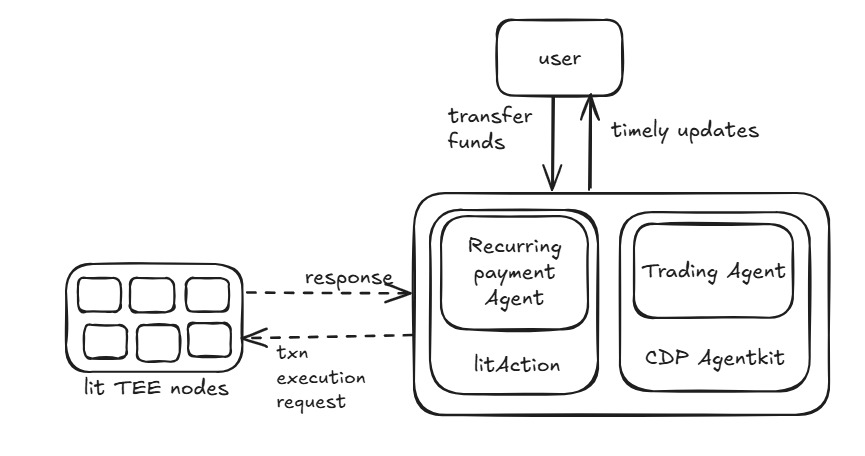 user
transfer
funds
timely updates
Recurring
payment
Agent
Trading Agent
response
litAction
CDP Agentkit
txn
execution
request
lit TEE nodes